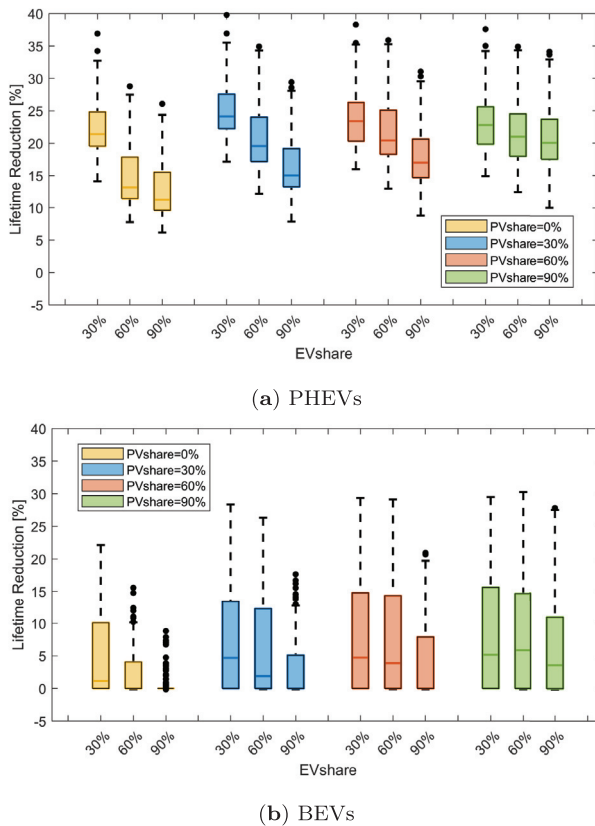 40
35
30
25
20
15
10
5
0
-5
Lifetime Reduction [%]
PVshare=0%
PVshare=30%
PVshare=60%
PVshare=90%
30% 60% 90% 30% 60% 90% 30% 60% 90% 30% 60% 90%
EVshare
(a) PHEVs
40
35
30
25
20
15
10
5
0
-5
Lifetime Reduction [%]
PVshare=0%
PVshare=30%
PVshare=60%
PVshare=90%
30% 60% 90% 30% 60% 90% 30% 60% 90% 30% 60% 90%
EVshare
(b) BEVs